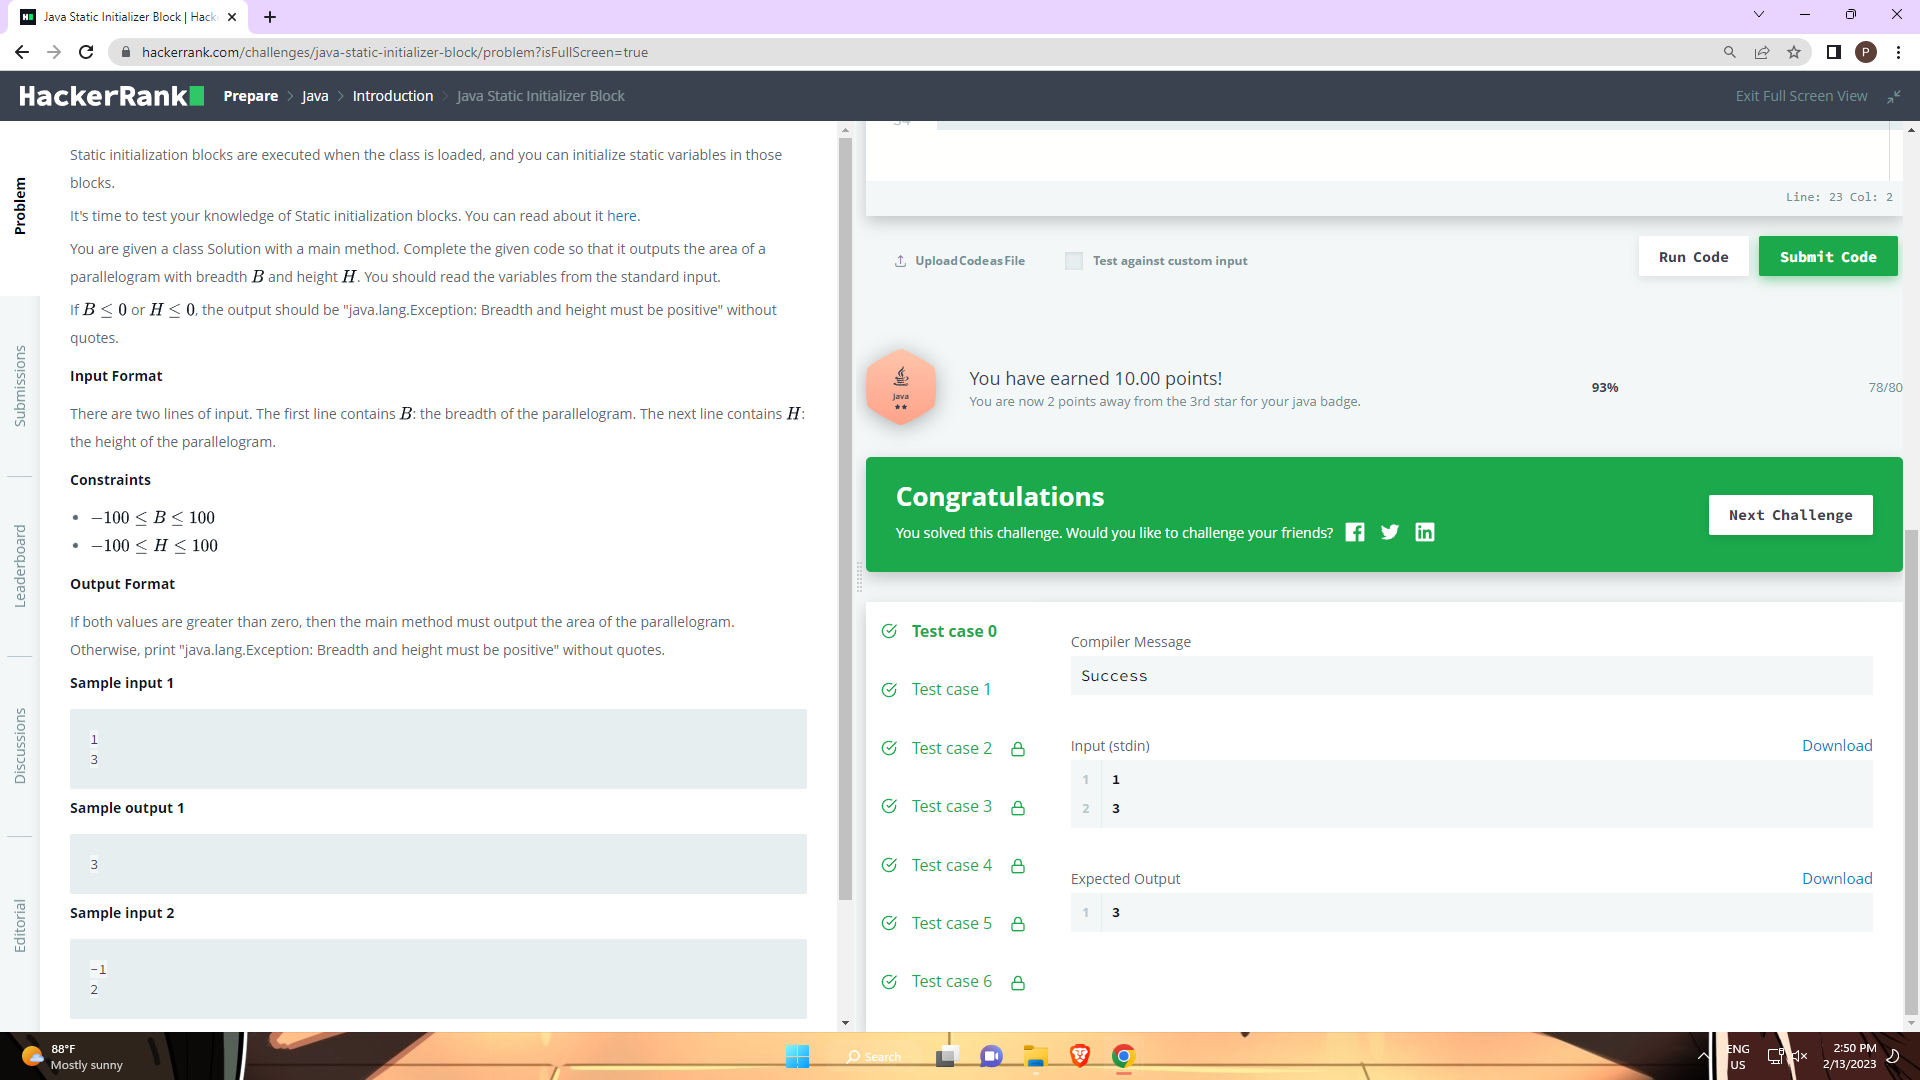 Java Static Initializer Block | Hack
hackerrank.com/challenges/java-static-initializer-block/problem?isFullScreen=true
P
HackerRank
Prepare > Java > Introduction > Java Static Initializer Block
Exit Full Screen View
Problem
Submissions
Leaderboard
Discussions
Editorial
Static initialization blocks are executed when the class is loaded, and you can initialize static variables in those
blocks.
It's time to test your knowledge of Static initialization blocks. You can read about it here.
You are given a class Solution with a main method. Complete the given code so that it outputs the area of a
parallelogram with breadth B and height H. You should read the variables from the standard input.
If B ≤ 0 or H ≤ 0, the output should be "java.lang.Exception: Breadth and height must be positive" without
quotes.
Input Format
There are two lines of input. The first line contains B: the breadth of the parallelogram. The next line contains H:
the height of the parallelogram.
Constraints
• −100 ≤ B ≤ 100
• −100 ≤ H ≤ 100
Output Format
If both values are greater than zero, then the main method must output the area of the parallelogram.
Otherwise, print "java.lang.Exception: Breadth and height must be positive" without quotes.
Sample input 1
1
3
Sample output 1
3
Sample input 2
-1
2
Line: 23 Col: 2
Upload Code as File
Test against custom input
Run Code
Submit Code
Java
You have earned 10.00 points!
You are now 2 points away from the 3rd star for your java badge.
93%
78/80
Congratulations
You solved this challenge. Would you like to challenge your friends?
Next Challenge
Test case 0
Test case 1
Test case 2
Test case 3
Test case 4
Test case 5
Test case 6
Compiler Message
Success
Input (stdin)
Download
1 1
2 3
Expected Output
Download
1 3
88°F
Mostly sunny
Search
ENG
US
2:50 PM
2/13/2023